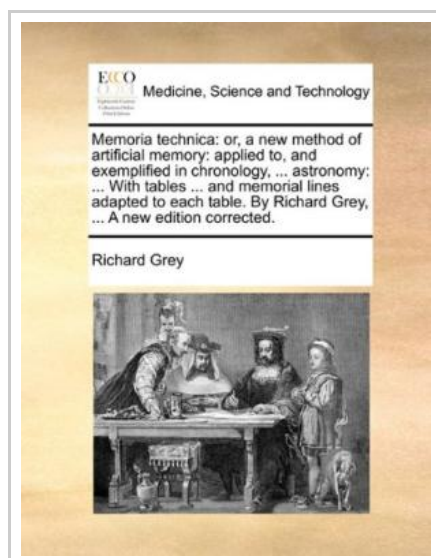 ECCO
Medicine, Science and Technology
Memoria technica: or, a new method of
artificial memory: applied to, and
exemplified in chronology, ... astronomy:
... With tables ... and memorial lines
adapted to each table. By Richard Grey,
... A new edition corrected.
Richard Grey